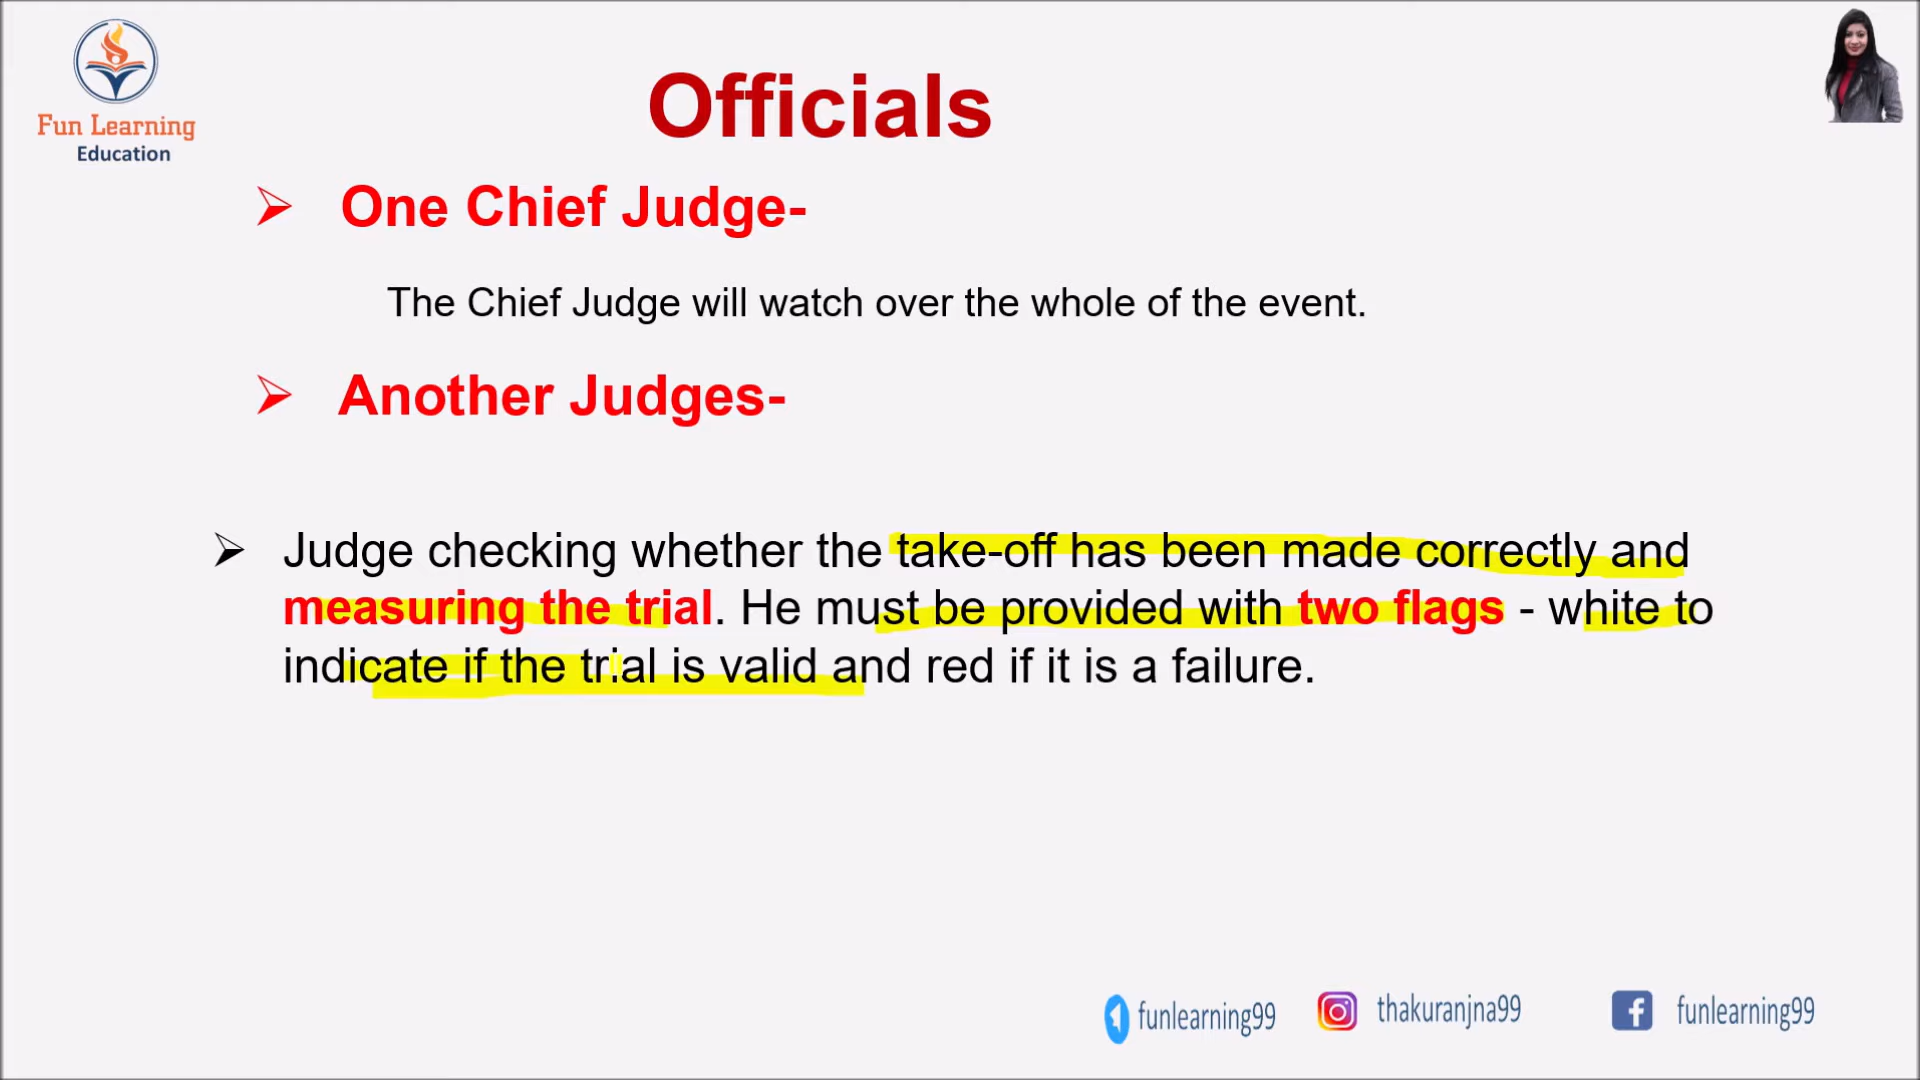 Fun Learning
Education
Officials
One Chief Judge-
The Chief Judge will watch over the whole of the event.
Another Judges-
Judge checking whether the take-off has been made correctly and
measuring the trial. He must be provided with two flags - white to
indicate if the trial is valid and red if it is a failure.
funlearning99
thakuranjna99
funlearning99